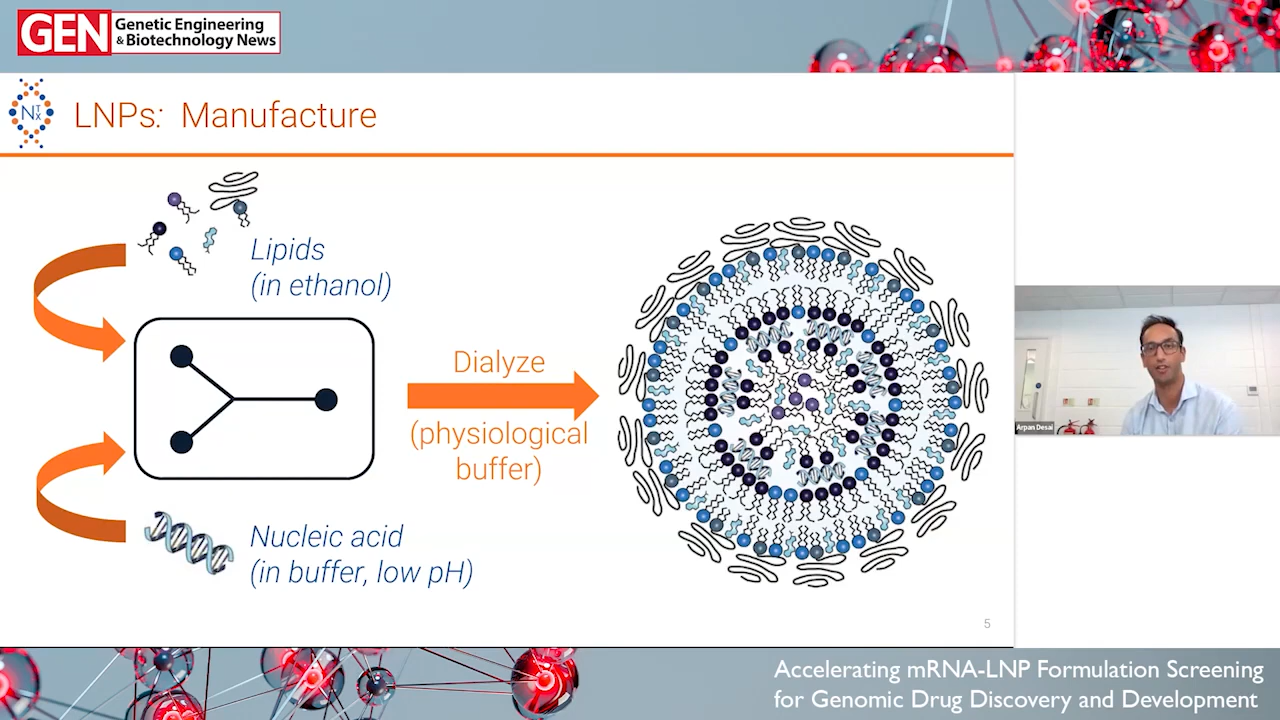 GEN Genetic Engineering
& Biotechnology News
NTx
LNPs: Manufacture
Lipids
(in ethanol)
Dialyze
(physiological
buffer)
Nucleic acid
(in buffer, low pH)
5
Arpan Desai
Accelerating mRNA-LNP Formulation Screening
for Genomic Drug Discovery and Development